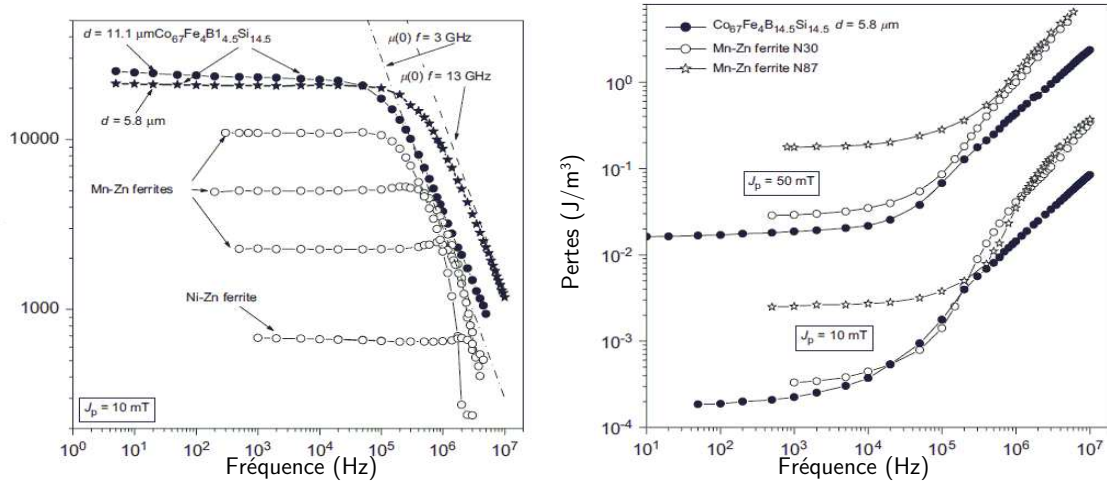 d = 11.1 µmCo67Fe4B14.5Si14.5
µ(0) f = 3 GHz
µ(0) f = 13 GHz
d = 5.8 µm
10000
Mn-Zn ferrites
Ni-Zn ferrite
1000
Jp = 10 mT
10^0 10^1 10^2 10^3 10^4 10^5 10^6 10^7
Fréquence (Hz)
Co67Fe4B14.5Si14.5 d = 5.8 µm
Mn-Zn ferrite N30
Mn-Zn ferrite N87
Pertes (J/m^3)
10^0
10^-1
Jp = 50 mT
10^-2
10^-3
Jp = 10 mT
10^-4
10^1 10^2 10^3 10^4 10^5 10^6 10^7
Fréquence (Hz)